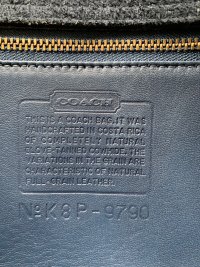 COACH
THIS IS A COACH BAG. IT WAS
HANDCRAFTED IN COSTA RICA
OF COMPLETELY NATURAL
GLOVE-TANNED COWHIDE. THE
VARIATIONS IN THE GRAIN ARE
CHARACTERISTIC OF NATURAL
FULL-GRAIN LEATHER.
No K8P-9790